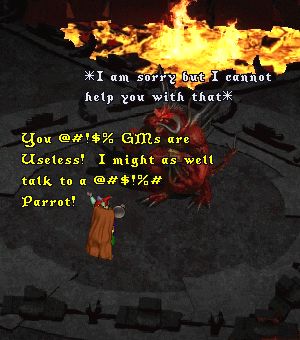 *I am sorry but I cannot
help you with that*
You @#!$% GMs are
Useless! I might as well
talk to a @#$!%#
Parrot!